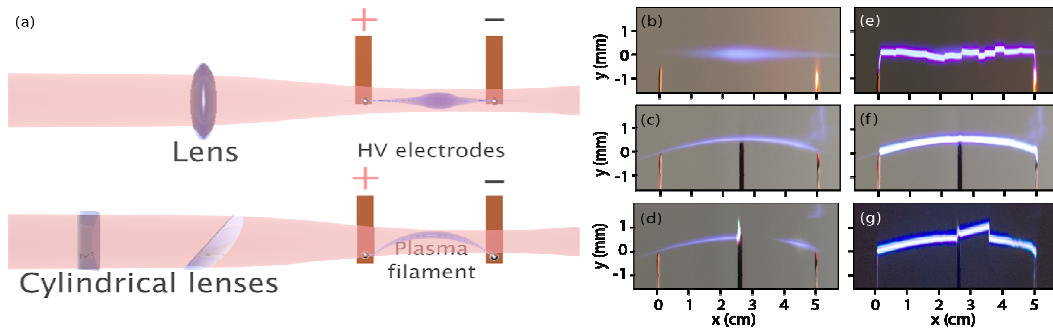 (a)
+ −
Lens
HV electrodes
+ −
Plasma
filament
Cylindrical lenses
(b)
y (mm)
1
0
-1
(c)
y (mm)
1
0
-1
(d)
y (mm)
1
0
-1
0 1 2 3 4 5
x (cm)
(e)
(f)
(g)
0 1 2 3 4 5
x (cm)